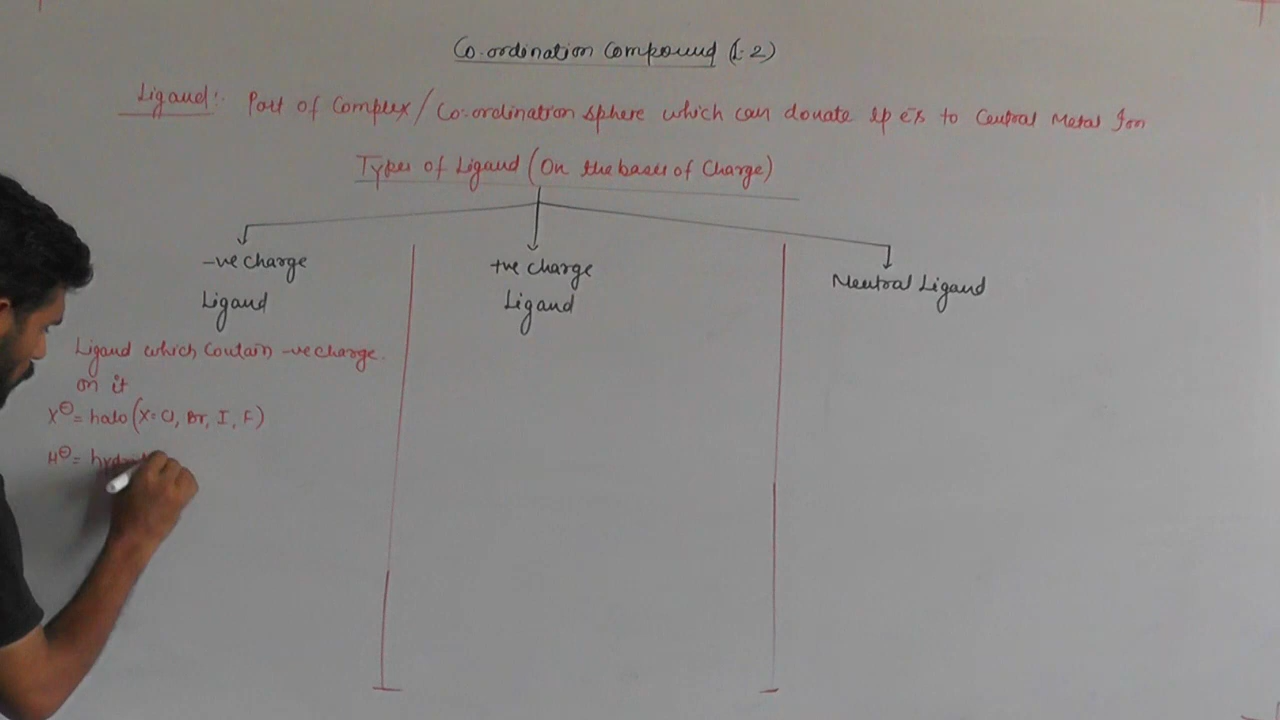 Co-ordination Compound (L-2)
Ligand:- Part of Complex/Co-ordination sphere which can donate lp ēs to Central Metal Ion
Types of Ligand (On the bases of Charge)
-ve charge
Ligand
+ve charge
Ligand
Neutral Ligand
Ligand which contain -ve charge.
on it
X⊖ = halo (X = Cl, Br, I, F)
H⊖ =